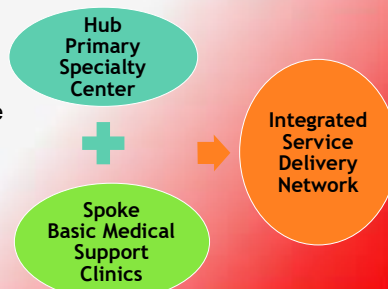 Hub
Primary
Specialty
Center
e
Integrated
Service
Delivery
Network
Spoke
Basic Medical
Support
Clinics